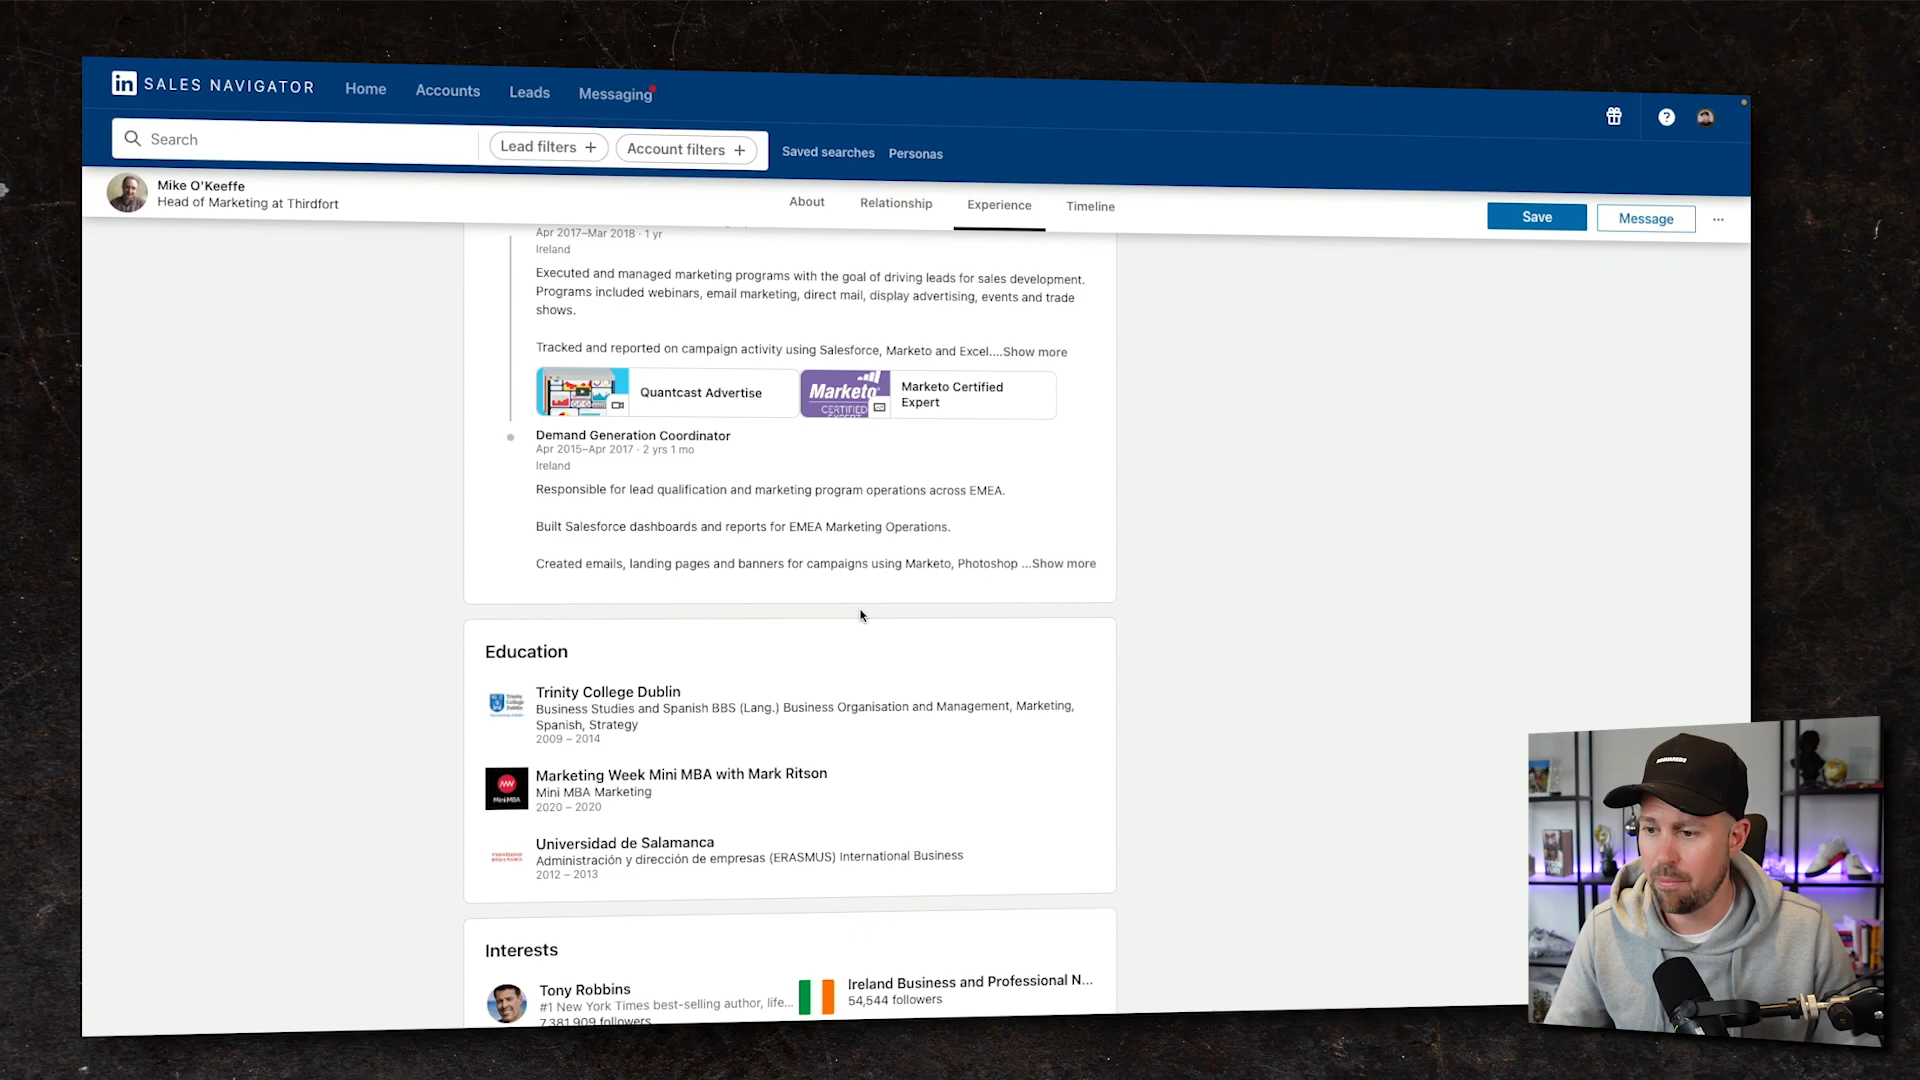 in SALES NAVIGATOR
Home
Accounts
Leads
Messaging
?
Search
Lead filters +
Account filters +
Saved searches
Personas
Mike O'Keeffe
Head of Marketing at Thirdfort
About
Relationship
Experience
Timeline
Save
Message
...
Apr 2017–Mar 2018 · 1 yr
Ireland
Executed and managed marketing programs with the goal of driving leads for sales development.
Programs included webinars, email marketing, direct mail, display advertising, events and trade
shows.
Tracked and reported on campaign activity using Salesforce, Marketo and Excel....Show more
Quantcast Advertise
Marketo
CERTIFIED
Marketo Certified
Expert
Demand Generation Coordinator
Apr 2015–Apr 2017 · 2 yrs 1 mo
Ireland
Responsible for lead qualification and marketing program operations across EMEA.
Built Salesforce dashboards and reports for EMEA Marketing Operations.
Created emails, landing pages and banners for campaigns using Marketo, Photoshop ...Show more
Education
Trinity College Dublin
Business Studies and Spanish BBS (Lang.) Business Organisation and Management, Marketing,
Spanish, Strategy
2009 – 2014
Mini MBA
Marketing Week Mini MBA with Mark Ritson
Mini MBA Marketing
2020 – 2020
Universidad de Salamanca
Administración y dirección de empresas (ERASMUS) International Business
2012 – 2013
Interests
Tony Robbins
#1 New York Times best-selling author, life...
7,381,909 followers
Ireland Business and Professional N...
54,544 followers